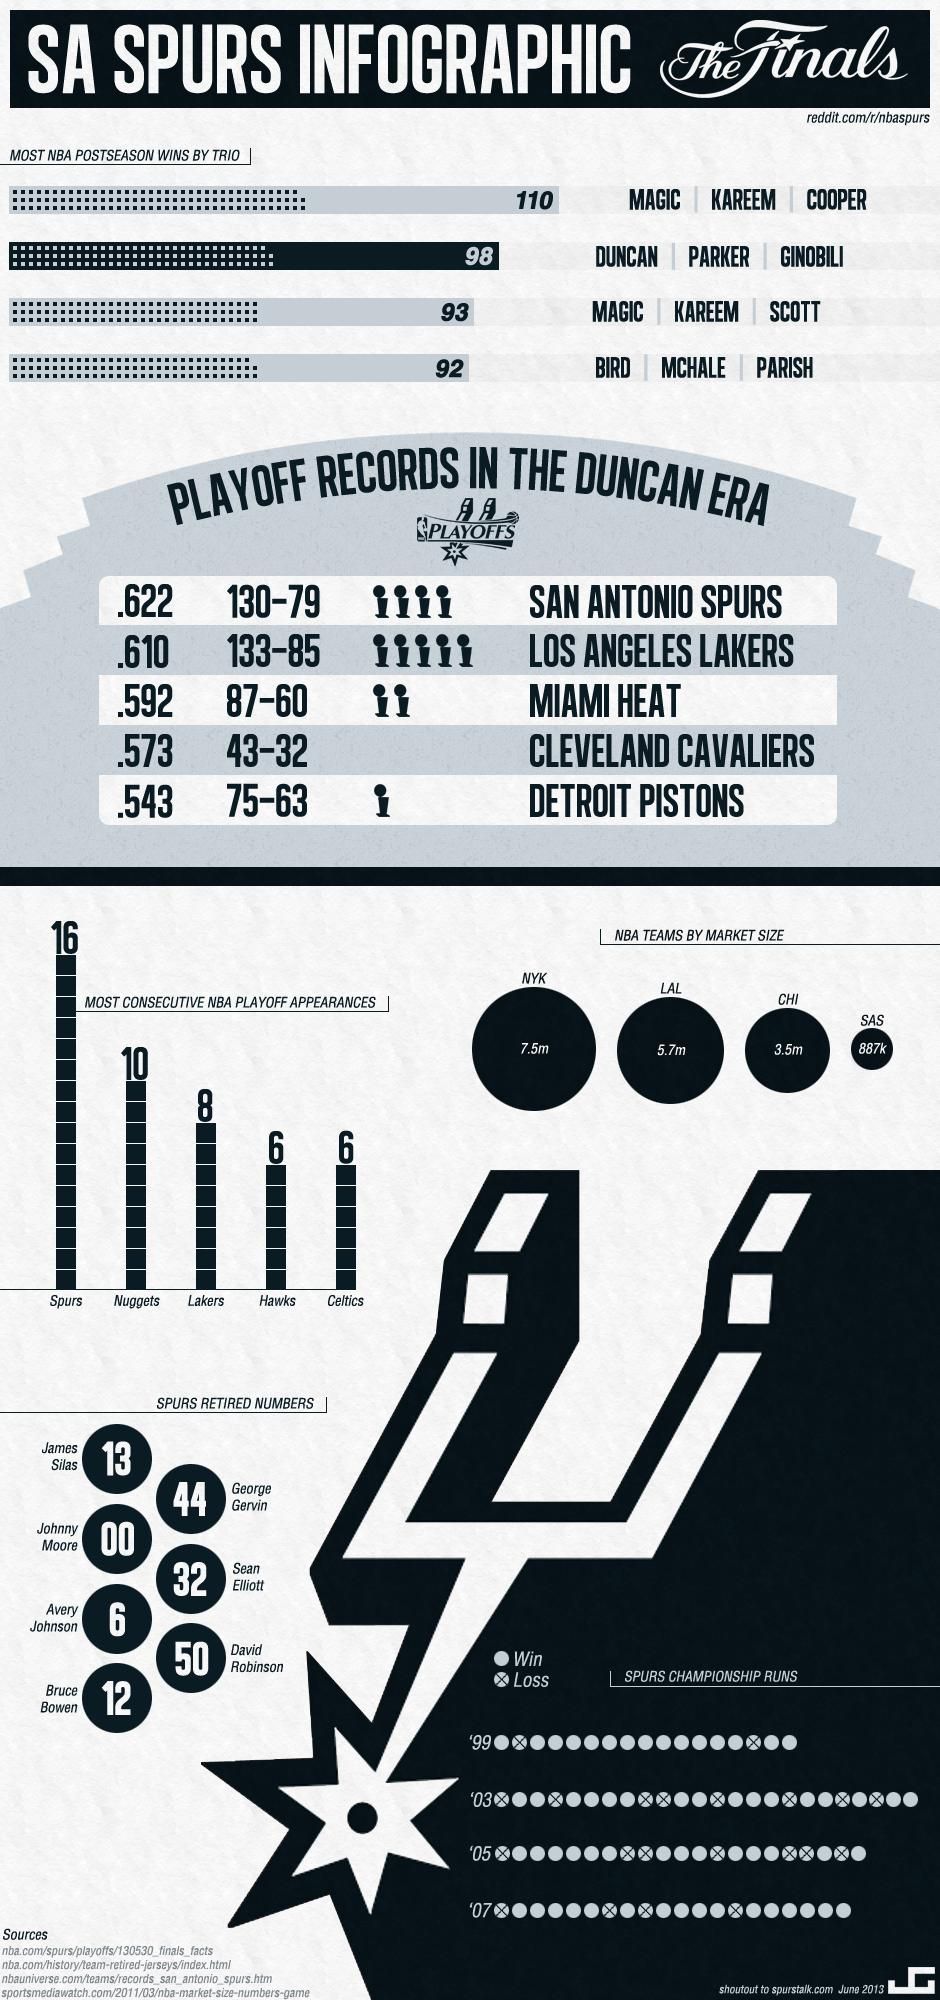 SA SPURS INFOGRAPHIC The Finals
reddit.com/r/nbaspurs
MOST NBA POSTSEASON WINS BY TRIO
110 MAGIC | KAREEM | COOPER
98 DUNCAN | PARKER | GINOBILI
93 MAGIC | KAREEM | SCOTT
92 BIRD | MCHALE | PARISH
PLAYOFF RECORDS IN THE DUNCAN ERA
NBA PLAYOFFS
.622 130-79 SAN ANTONIO SPURS
.610 133-85 LOS ANGELES LAKERS
.592 87-60 MIAMI HEAT
.573 43-32 CLEVELAND CAVALIERS
.543 75-63 DETROIT PISTONS
MOST CONSECUTIVE NBA PLAYOFF APPEARANCES
16
10
8
6
6
Spurs Nuggets Lakers Hawks Celtics
NBA TEAMS BY MARKET SIZE
NYK LAL CHI SAS
7.5m 5.7m 3.5m 887k
SPURS RETIRED NUMBERS
James
Silas
13
44
George
Gervin
Johnny
Moore
00
32
Sean
Elliott
Avery
Johnson
6
50
David
Robinson
Bruce
Bowen
12
Win
Loss
SPURS CHAMPIONSHIP RUNS
'99
'03
'05
'07
Sources
nba.com/spurs/playoffs/130530_finals_facts
nba.com/history/team-retired-jerseys/index.html
nbauniverse.com/teams/records_san_antonio_spurs.htm
sportsmediawatch.com/2011/03/nba-market-size-numbers-game
shoutout to spurstalk.com June 2013 JG